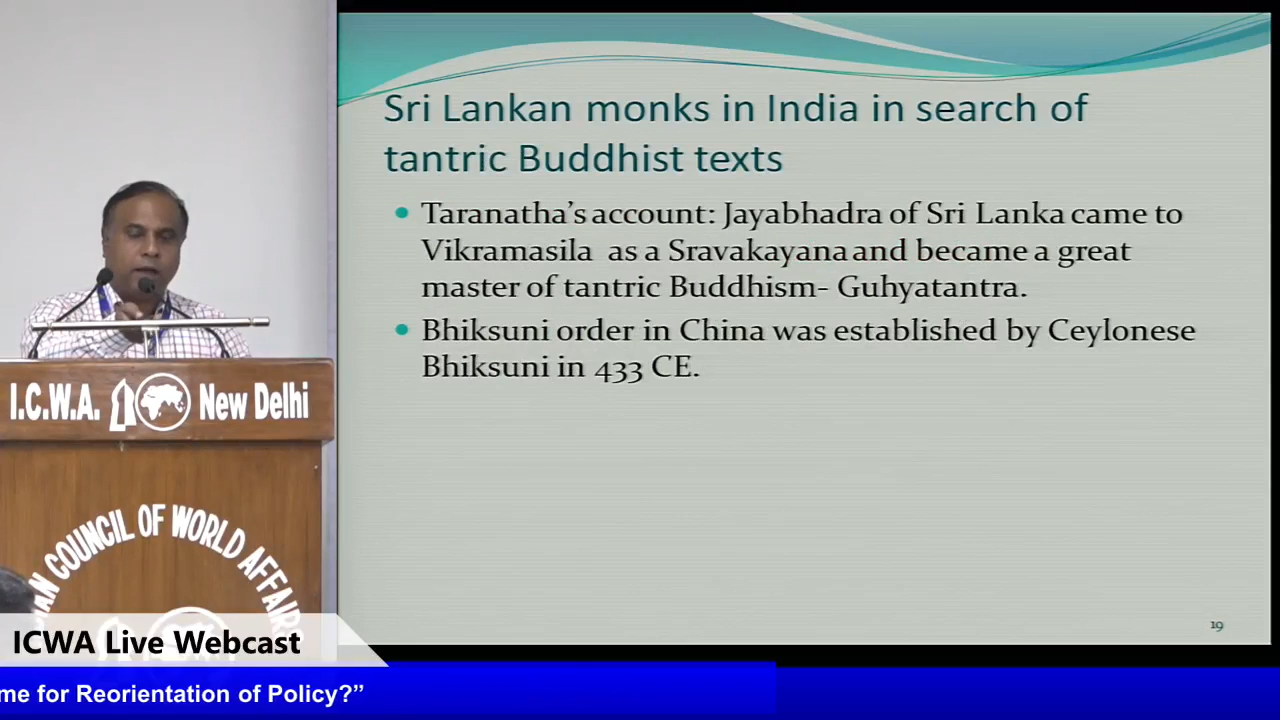 Sri Lankan monks in India in search of
tantric Buddhist texts
• Taranatha's account: Jayabhadra of Sri Lanka came to
Vikramasila as a Sravakayana and became a great
master of tantric Buddhism- Guhyatantra.
• Bhiksuni order in China was established by Ceylonese
Bhiksuni in 433 CE.
19
I.C.W.A. New Delhi
COUNCIL OF WORLD AFFAIRS
ICWA Live Webcast
me for Reorientation of Policy?”